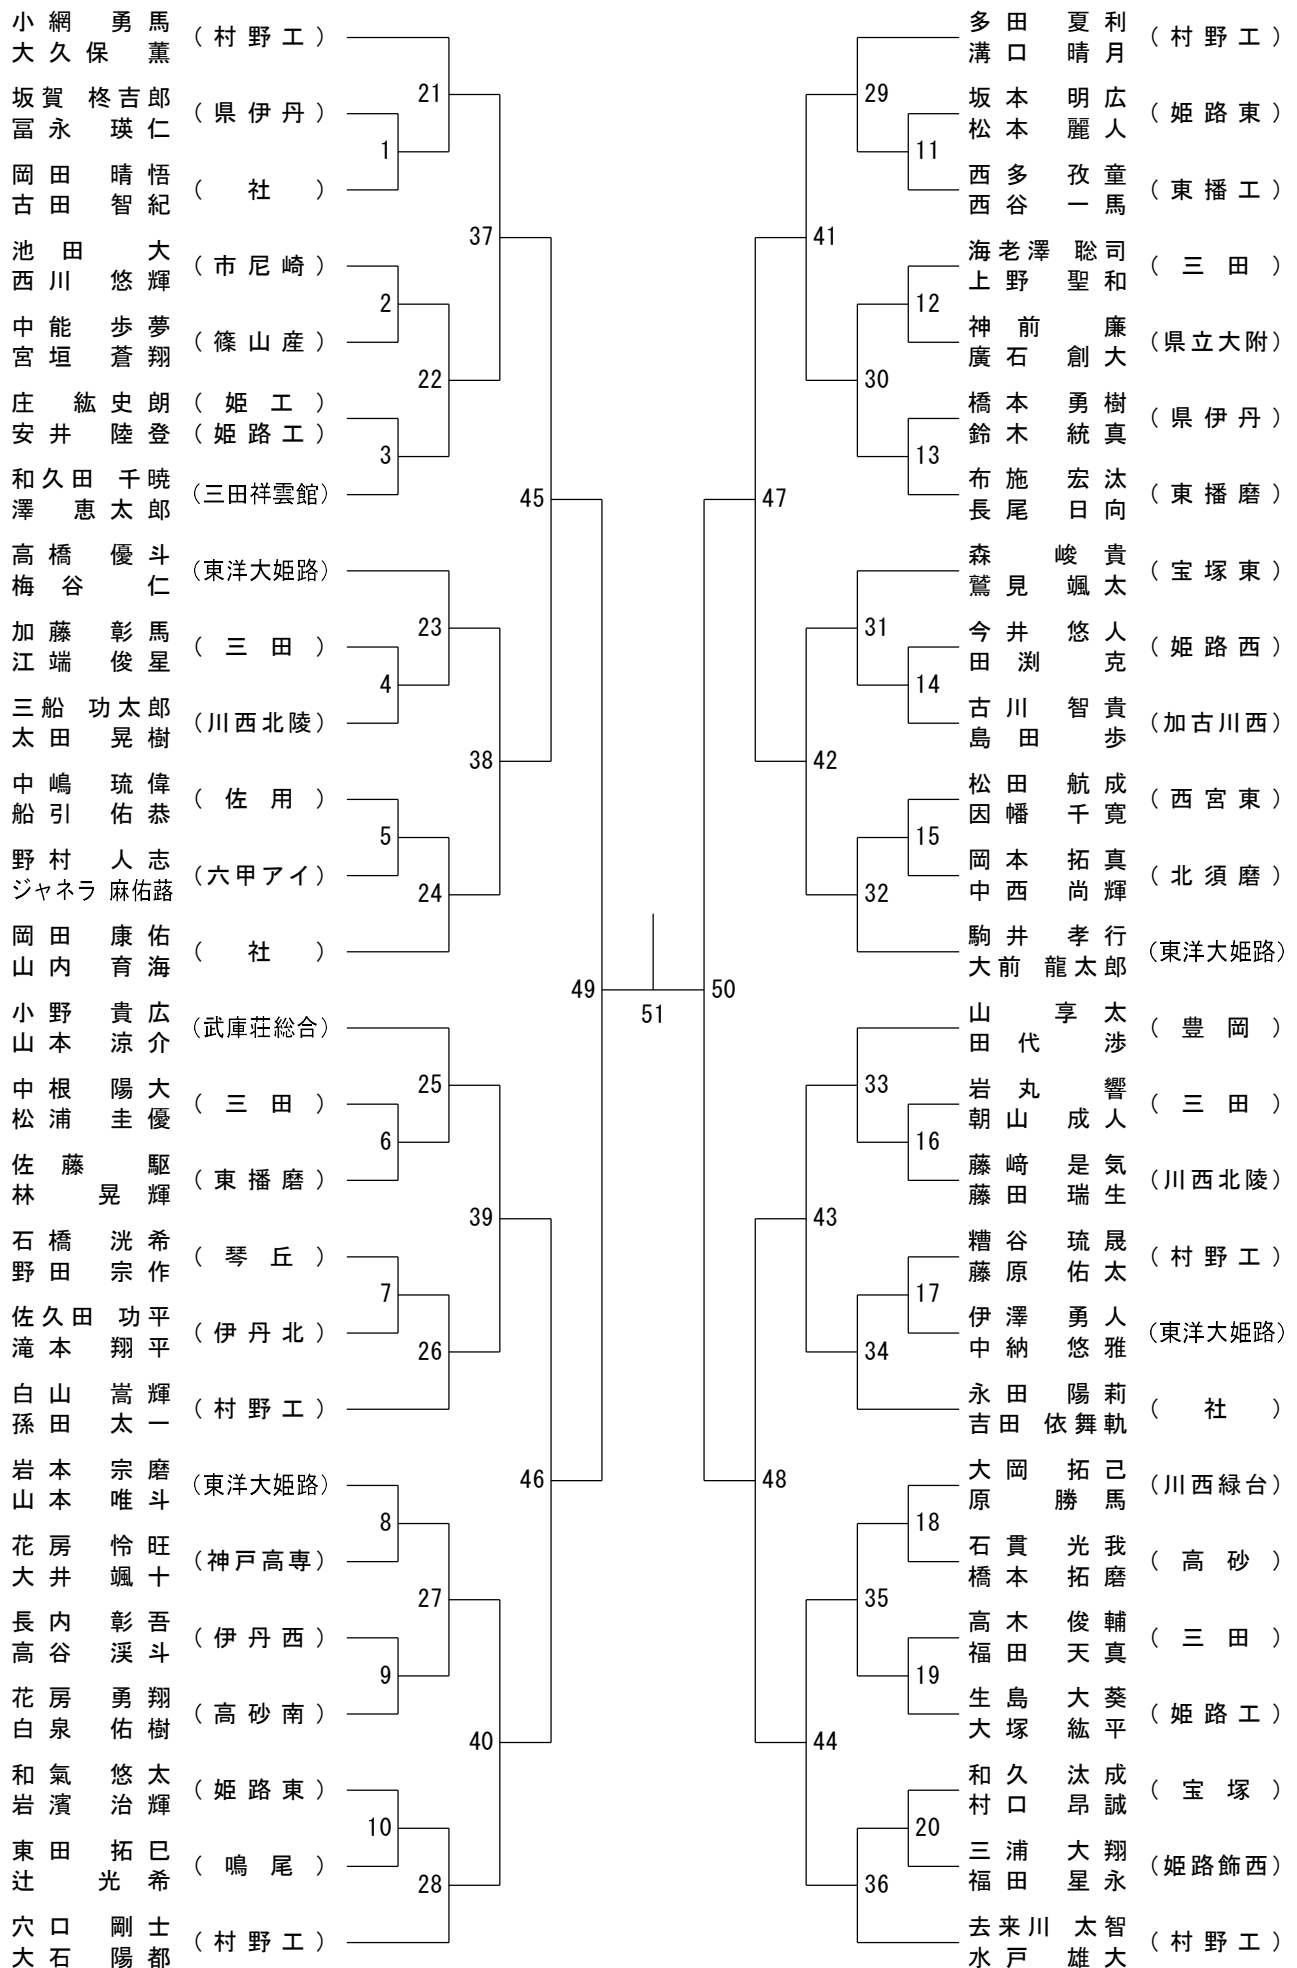 小網 勇馬
大久保 薫
(村野工)
坂賀 柊吉郎
冨永 瑛仁
(県伊丹)
岡田 晴悟
古田 智紀
(社)
池田 大
西川 悠輝
(市尼崎)
中能 歩夢
宮垣 蒼翔
(篠山産)
庄 紘史朗
安井 陸登
(姫工)
(姫路工)
和久田 千暁
澤 恵太郎
(三田祥雲館)
高橋 優斗
梅谷 仁
(東洋大姫路)
加藤 彰馬
江端 俊星
(三田)
三船 功太郎
太田 晃樹
(川西北陵)
中嶋 琉偉
船引 佑恭
(佐用)
野村 人志
ジャネラ 麻佑蕗
(六甲アイ)
岡田 康佑
山内 育海
(社)
小野 貴広
山本 涼介
(武庫荘総合)
中根 陽大
松浦 圭優
(三田)
佐藤 駆
林 晃輝
(東播磨)
石橋 洸希
野田 宗作
(琴丘)
佐久田 功平
滝本 翔平
(伊丹北)
白山 嵩輝
孫田 太一
(村野工)
岩本 宗磨
山本 唯斗
(東洋大姫路)
花房 怜旺
大井 颯十
(神戸高専)
長内 彰吾
高谷 渓斗
(伊丹西)
花房 勇翔
白泉 佑樹
(高砂南)
和氣 悠太
岩濱 治輝
(姫路東)
東田 拓巳
辻 光希
(鳴尾)
穴口 剛士
大石 陽都
(村野工)
1
2
3
4
5
6
7
8
9
10
21
22
23
24
25
26
27
28
37
38
39
40
45
46
49
51
50
47
48
41
42
43
44
29
30
31
32
33
34
35
36
11
12
13
14
15
16
17
18
19
20
多田 夏利
溝口 晴月
(村野工)
坂本 明広
松本 麗人
(姫路東)
西多 孜童
西谷 一馬
(東播工)
海老澤 聡司
上野 聖和
(三田)
神前 廉
廣石 創大
(県立大附)
橋本 勇樹
鈴木 統真
(県伊丹)
布施 宏汰
長尾 日向
(東播磨)
森 峻貴
鷲見 颯太
(宝塚東)
今井 悠人
田渕 克
(姫路西)
古川 智貴
島田 歩
(加古川西)
松田 航成
因幡 千寛
(西宮東)
岡本 拓真
中西 尚輝
(北須磨)
駒井 孝行
大前 龍太郎
(東洋大姫路)
山 享太
田代 渉
(豊岡)
岩丸 響
朝山 成人
(三田)
藤﨑 是気
藤田 瑞生
(川西北陵)
糟谷 琉晟
藤原 佑太
(村野工)
伊澤 勇人
中納 悠雅
(東洋大姫路)
永田 陽莉
吉田 依舞軌
(社)
大岡 拓己
原 勝馬
(川西緑台)
石貫 光我
橋本 拓磨
(高砂)
高木 俊輔
福田 天真
(三田)
生島 大葵
大塚 紘平
(姫路工)
和久 汰成
村口 昂誠
(宝塚)
三浦 大翔
福田 星永
(姫路飾西)
去来川 太智
水戸 雄大
(村野工)